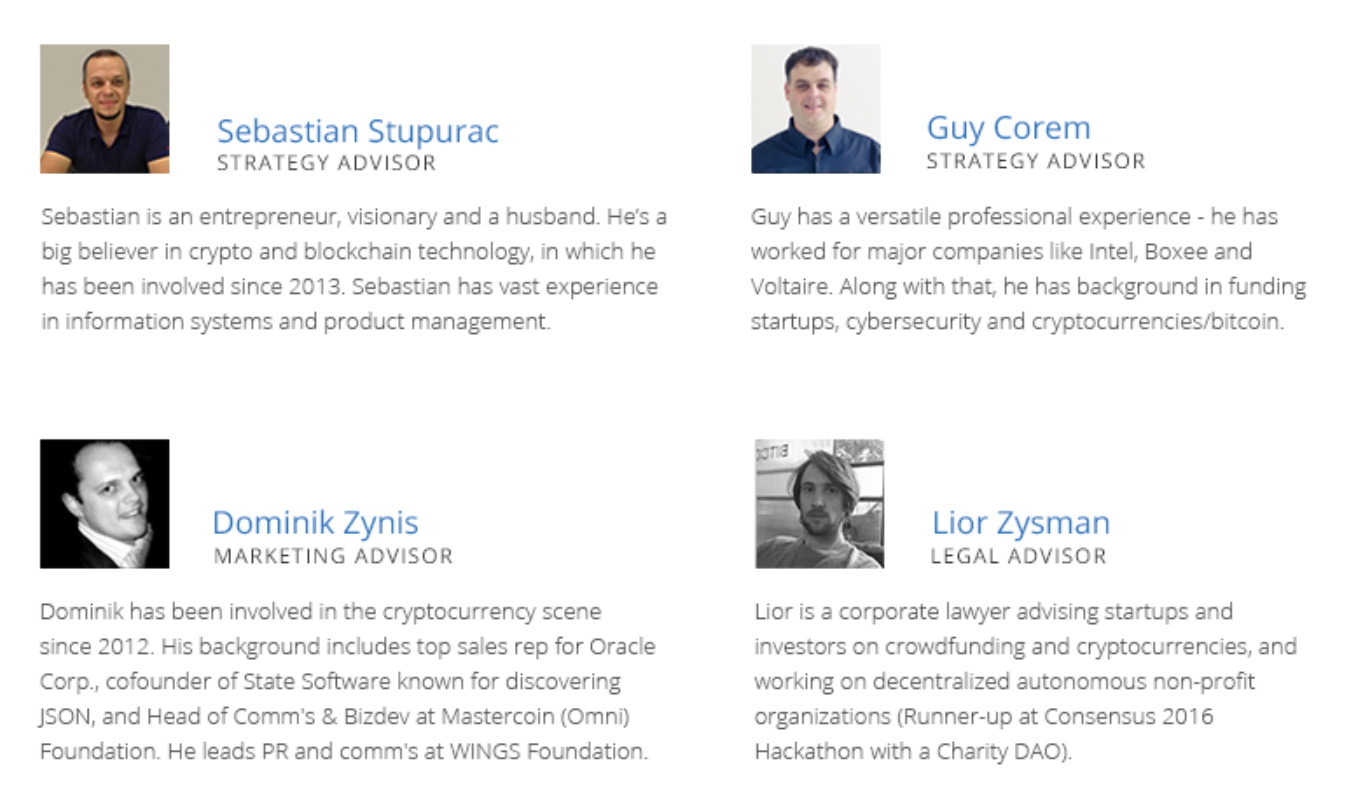 Sebastian Stupurac
STRATEGY ADVISOR
Sebastian is an entrepreneur, visionary and a husband. He's a
big believer in crypto and blockchain technology, in which he
has been involved since 2013. Sebastian has vast experience
in information systems and product management.
Guy Corem
STRATEGY ADVISOR
Guy has a versatile professional experience - he has
worked for major companies like Intel, Boxee and
Voltaire. Along with that, he has background in funding
startups, cybersecurity and cryptocurrencies/bitcoin.
Dominik Zynis
MARKETING ADVISOR
Dominik has been involved in the cryptocurrency scene
since 2012. His background includes top sales rep for Oracle
Corp., cofounder of State Software known for discovering
JSON, and Head of Comm's & Bizdev at Mastercoin (Omni)
Foundation. He leads PR and comm's at WINGS Foundation.
Lior Zysman
LEGAL ADVISOR
Lior is a corporate lawyer advising startups and
investors on crowdfunding and cryptocurrencies, and
working on decentralized autonomous non-profit
organizations (Runner-up at Consensus 2016
Hackathon with a Charity DAO).